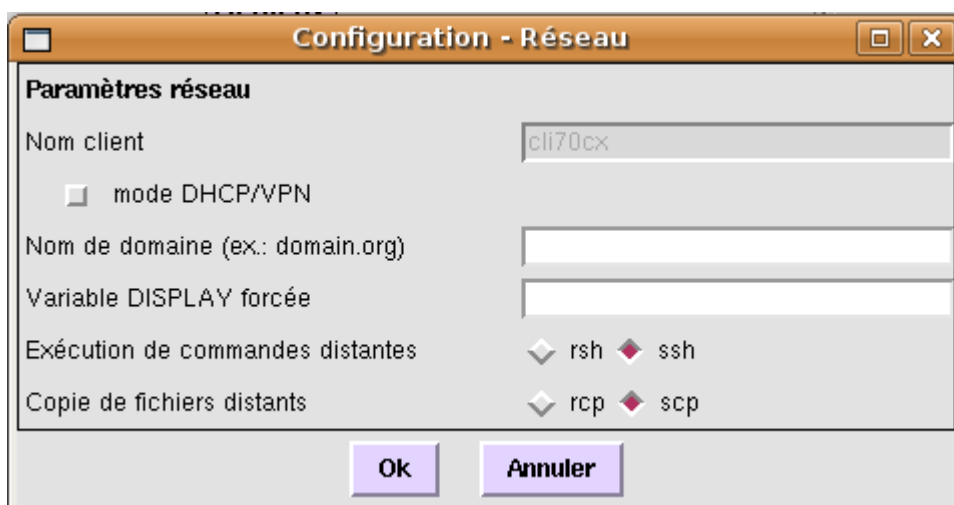 Configuration - Réseau
Paramètres réseau
Nom client cli70cx
mode DHCP/VPN
Nom de domaine (ex.: domain.org)
Variable DISPLAY forcée
Exécution de commandes distantes rsh ssh
Copie de fichiers distants rcp scp
Ok Annuler